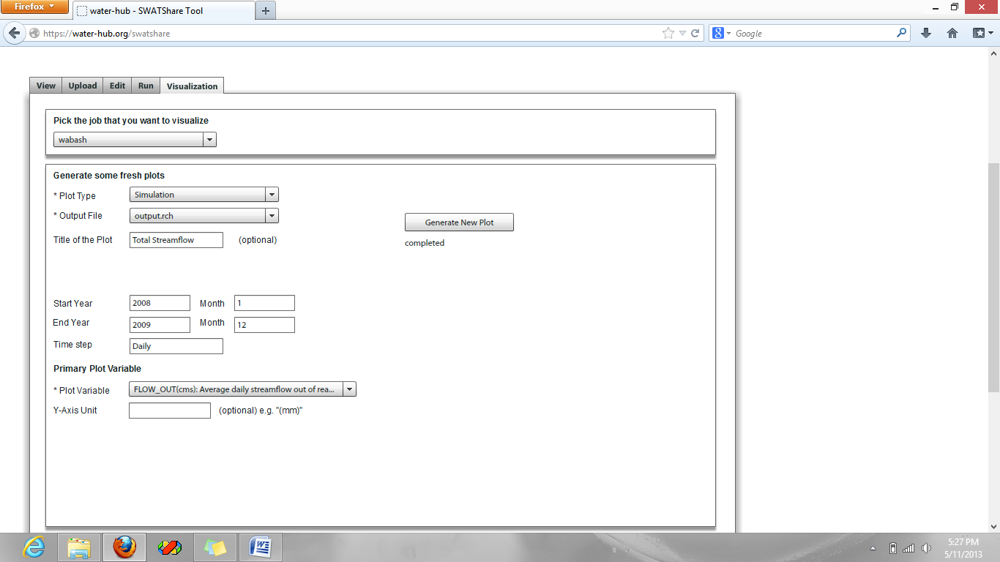 Firefox
water-hub - SWATShare Tool
https://water-hub.org/swatshare
Google
View Upload Edit Run Visualization
Pick the job that you want to visualize
wabash
Generate some fresh plots
* Plot Type Simulation
* Output File output.rch
Generate New Plot
Title of the Plot Total Streamflow (optional)
completed
Start Year 2008 Month 1
End Year 2009 Month 12
Time step Daily
Primary Plot Variable
* Plot Variable FLOW_OUT(cms): Average daily streamflow out of rea...
Y-Axis Unit (optional) e.g. "(mm)"
5:27 PM
5/11/2013